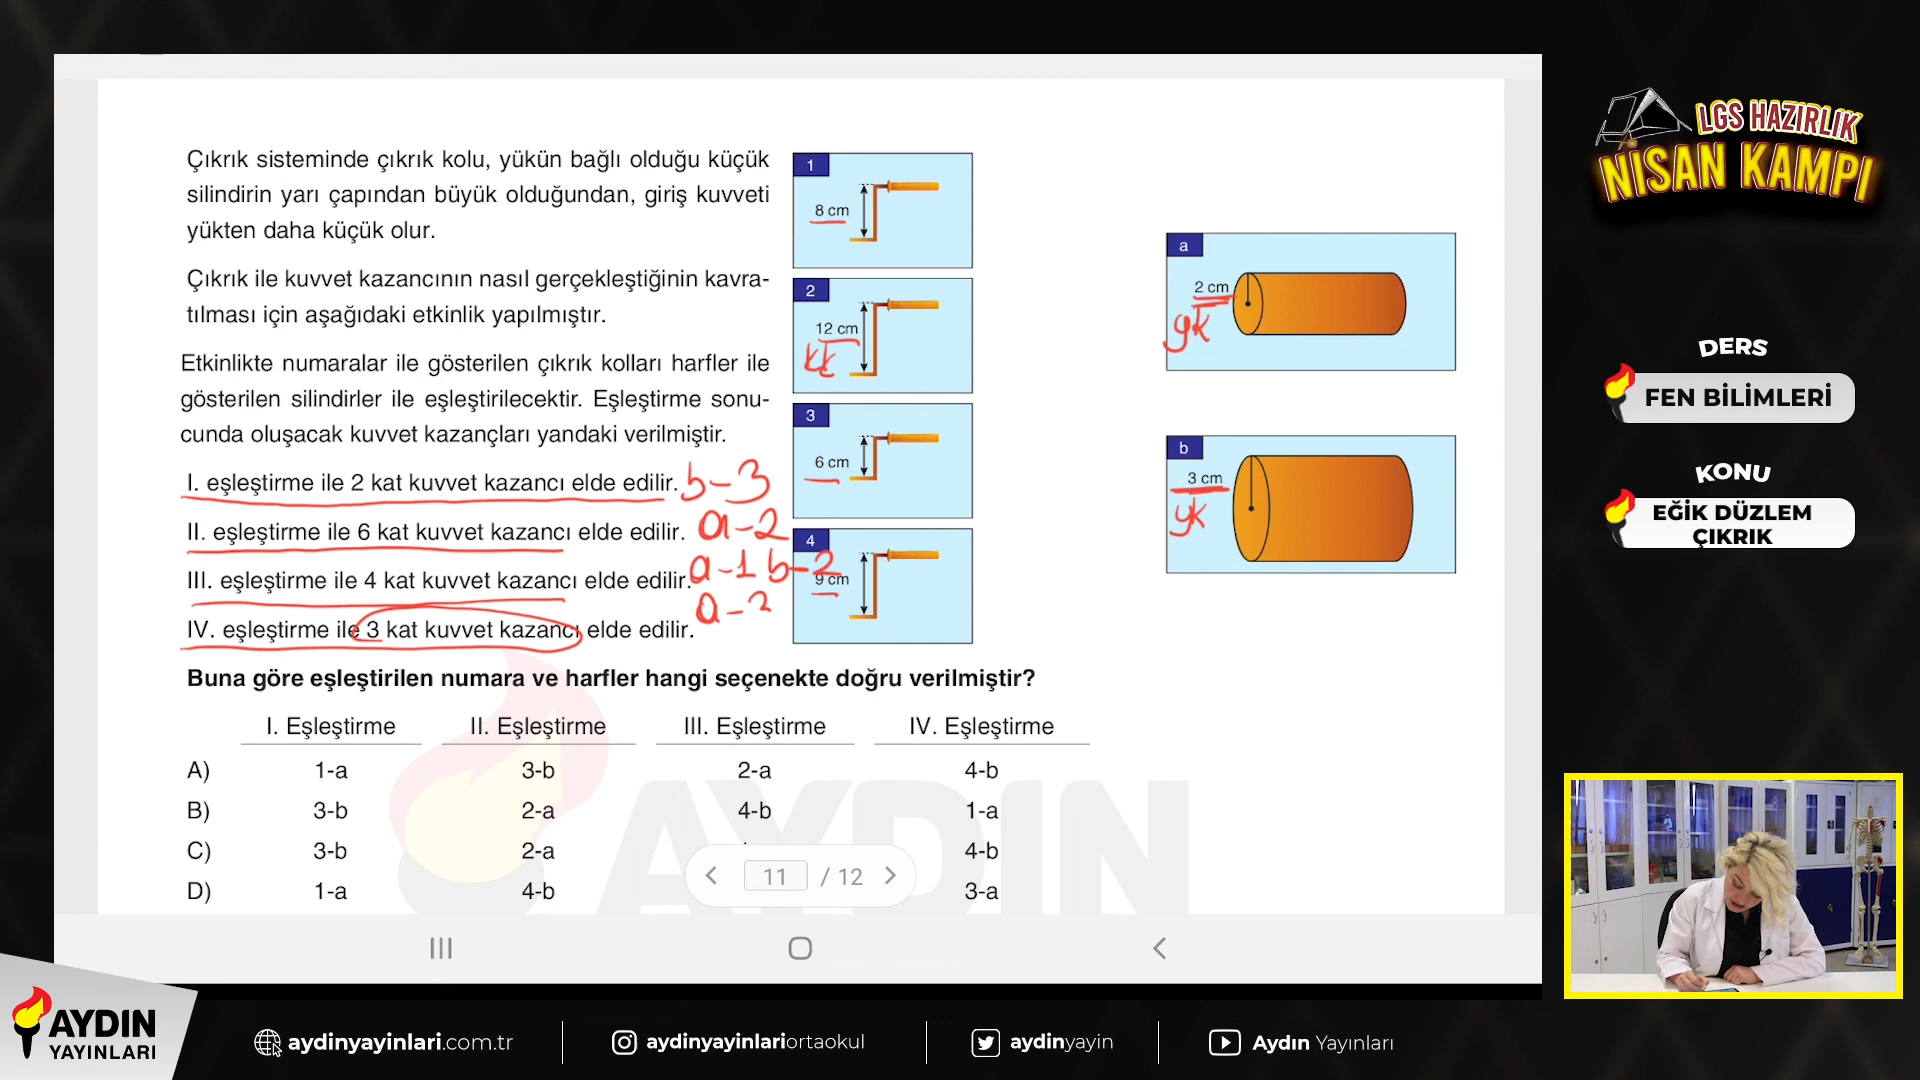 Çıkrık sisteminde çıkrık kolu, yükün bağlı olduğu küçük
silindirin yarı çapından büyük olduğundan, giriş kuvveti
yükten daha küçük olur.
Çıkrık ile kuvvet kazancının nasıl gerçekleştiğinin kavra-
tılması için aşağıdaki etkinlik yapılmıştır.
Etkinlikte numaralar ile gösterilen çıkrık kolları harfler ile
gösterilen silindirler ile eşleştirilecektir. Eşleştirme sonu-
cunda oluşacak kuvvet kazançları yandaki verilmiştir.
I. eşleştirme ile 2 kat kuvvet kazancı elde edilir. b-3
II. eşleştirme ile 6 kat kuvvet kazancı elde edilir. a-2
III. eşleştirme ile 4 kat kuvvet kazancı elde edilir. a-1 b-2
a-3
IV. eşleştirme ile 3 kat kuvvet kazancı elde edilir.
1
8 cm
2
12 cm
kk
3
6 cm
4
9 cm
a
2 cm
yk
b
3 cm
yk
Buna göre eşleştirilen numara ve harfler hangi seçenekte doğru verilmiştir?
I. Eşleştirme II. Eşleştirme III. Eşleştirme IV. Eşleştirme
A) 1-a 3-b 2-a 4-b
B) 3-b 2-a 4-b 1-a
C) 3-b 2-a 4-b
D) 1-a 4-b 3-a
11 / 12
AYDIN
LGS HAZIRLIK
NİSAN KAMPI
DERS
FEN BİLİMLERİ
KONU
EĞİK DÜZLEM
ÇIKRIK
AYDIN
YAYINLARI
aydinyayinlari.com.tr
aydinyayinlariortaokul
aydinyayin
Aydın Yayınları